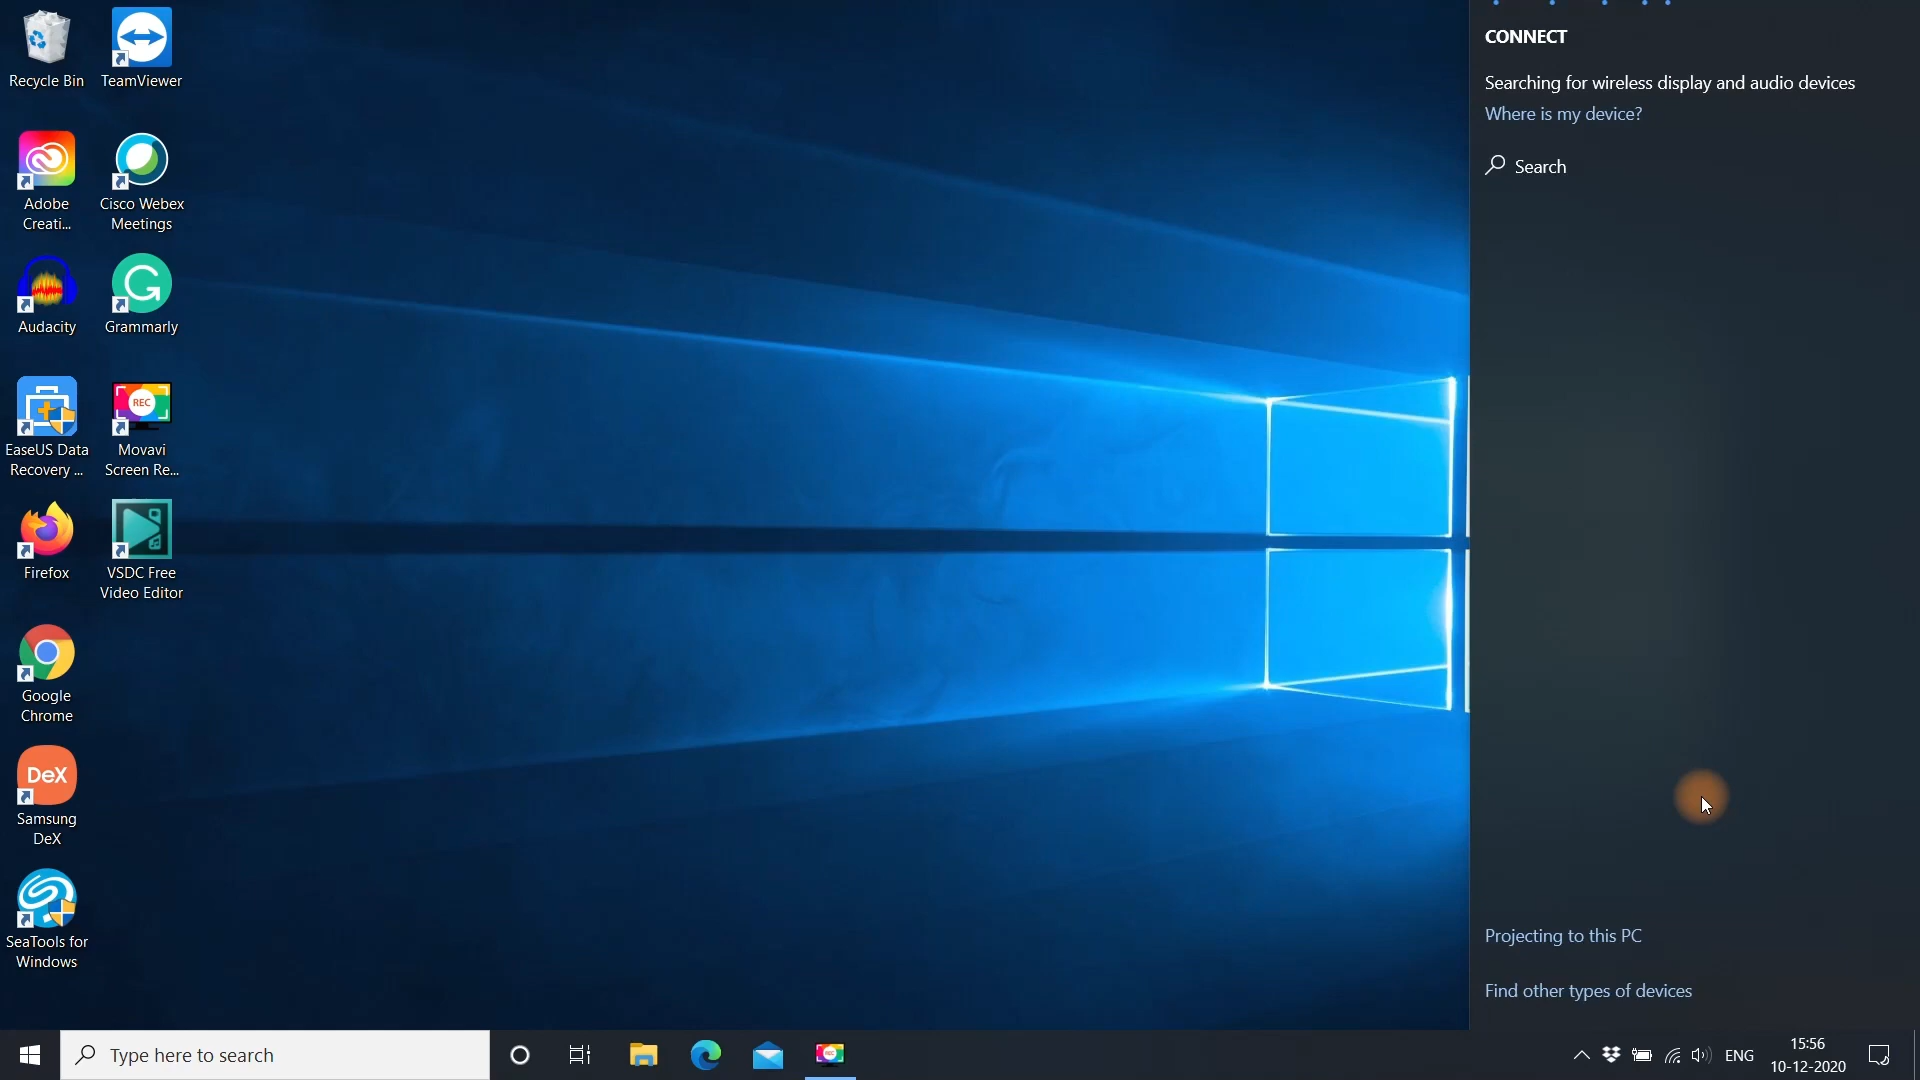 Recycle Bin
TeamViewer
Adobe
Creati...
Cisco Webex
Meetings
Audacity
Grammarly
EaseUS Data
Recovery ...
REC
Movavi
Screen Re...
Firefox
VSDC Free
Video Editor
Google
Chrome
DeX
Samsung
DeX
SeaTools for
Windows
CONNECT
Searching for wireless display and audio devices
Where is my device?
Search
Projecting to this PC
Find other types of devices
Type here to search
REC
ENG
15:56
10-12-2020